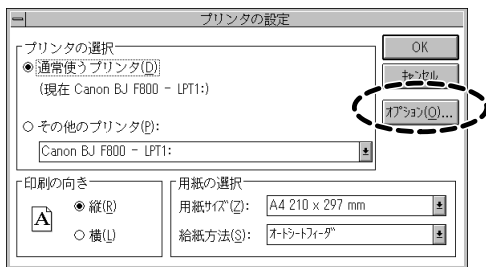 プリンタの設定
プリンタの選択
通常使うプリンタ(D)
(現在 Canon BJ F800 - LPT1:)
その他のプリンタ(P):
Canon BJ F800 - LPT1:
OK
ｷｬﾝｾﾙ
ｵﾌﾟｼｮﾝ(O)...
印刷の向き
A
縦(R)
横(L)
用紙の選択
用紙ｻｲｽﾞ(Z): A4 210 x 297 mm
給紙方法(S): ｵｰﾄｼｰﾄﾌｨｰﾀﾞ